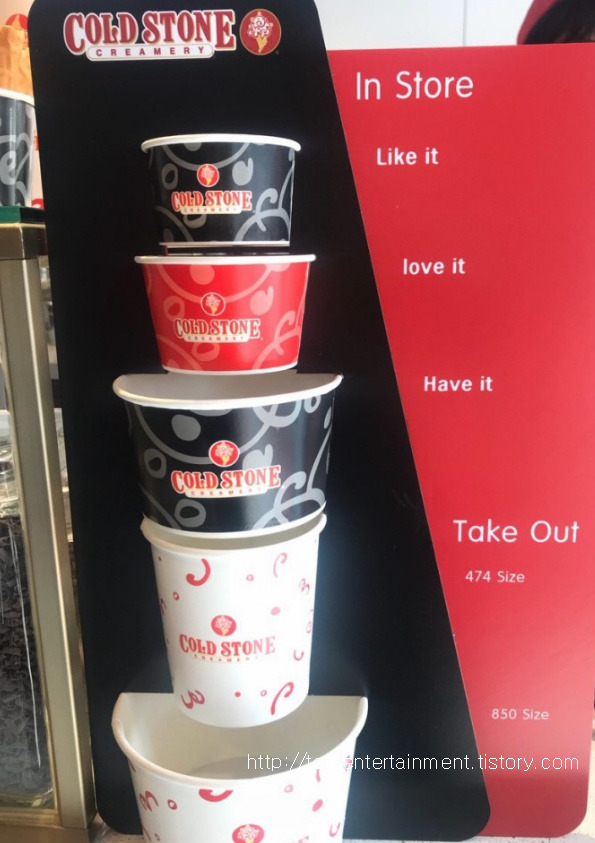 COLD STONE
CREAMERY
In Store
Like it
COLD STONE
CREAMERY
love it
COLD STONE
CREAMERY
Have it
COLD STONE
CREAMERY
Take Out
474 Size
COLD STONE
CREAMERY
850 Size